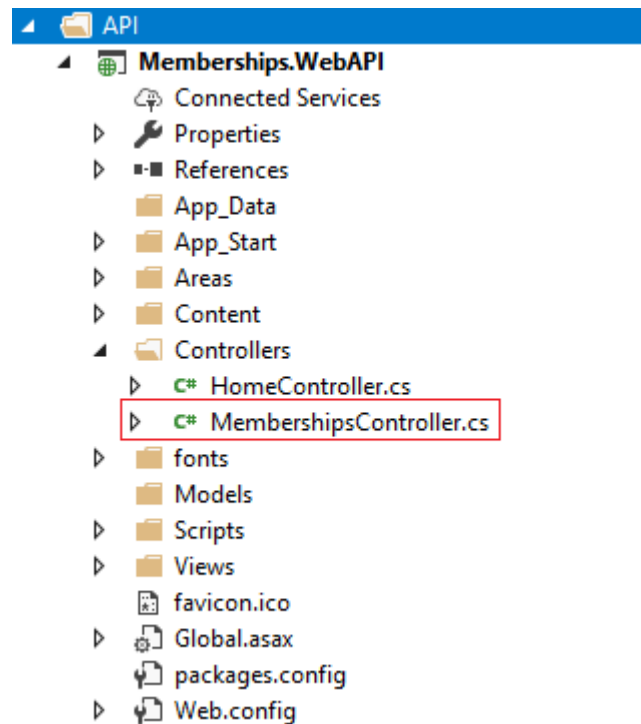 API
Memberships.WebAPI
Connected Services
Properties
References
App_Data
App_Start
Areas
Content
Controllers
C# HomeController.cs
C# MembershipsController.cs
fonts
Models
Scripts
Views
favicon.ico
Global.asax
packages.config
Web.config